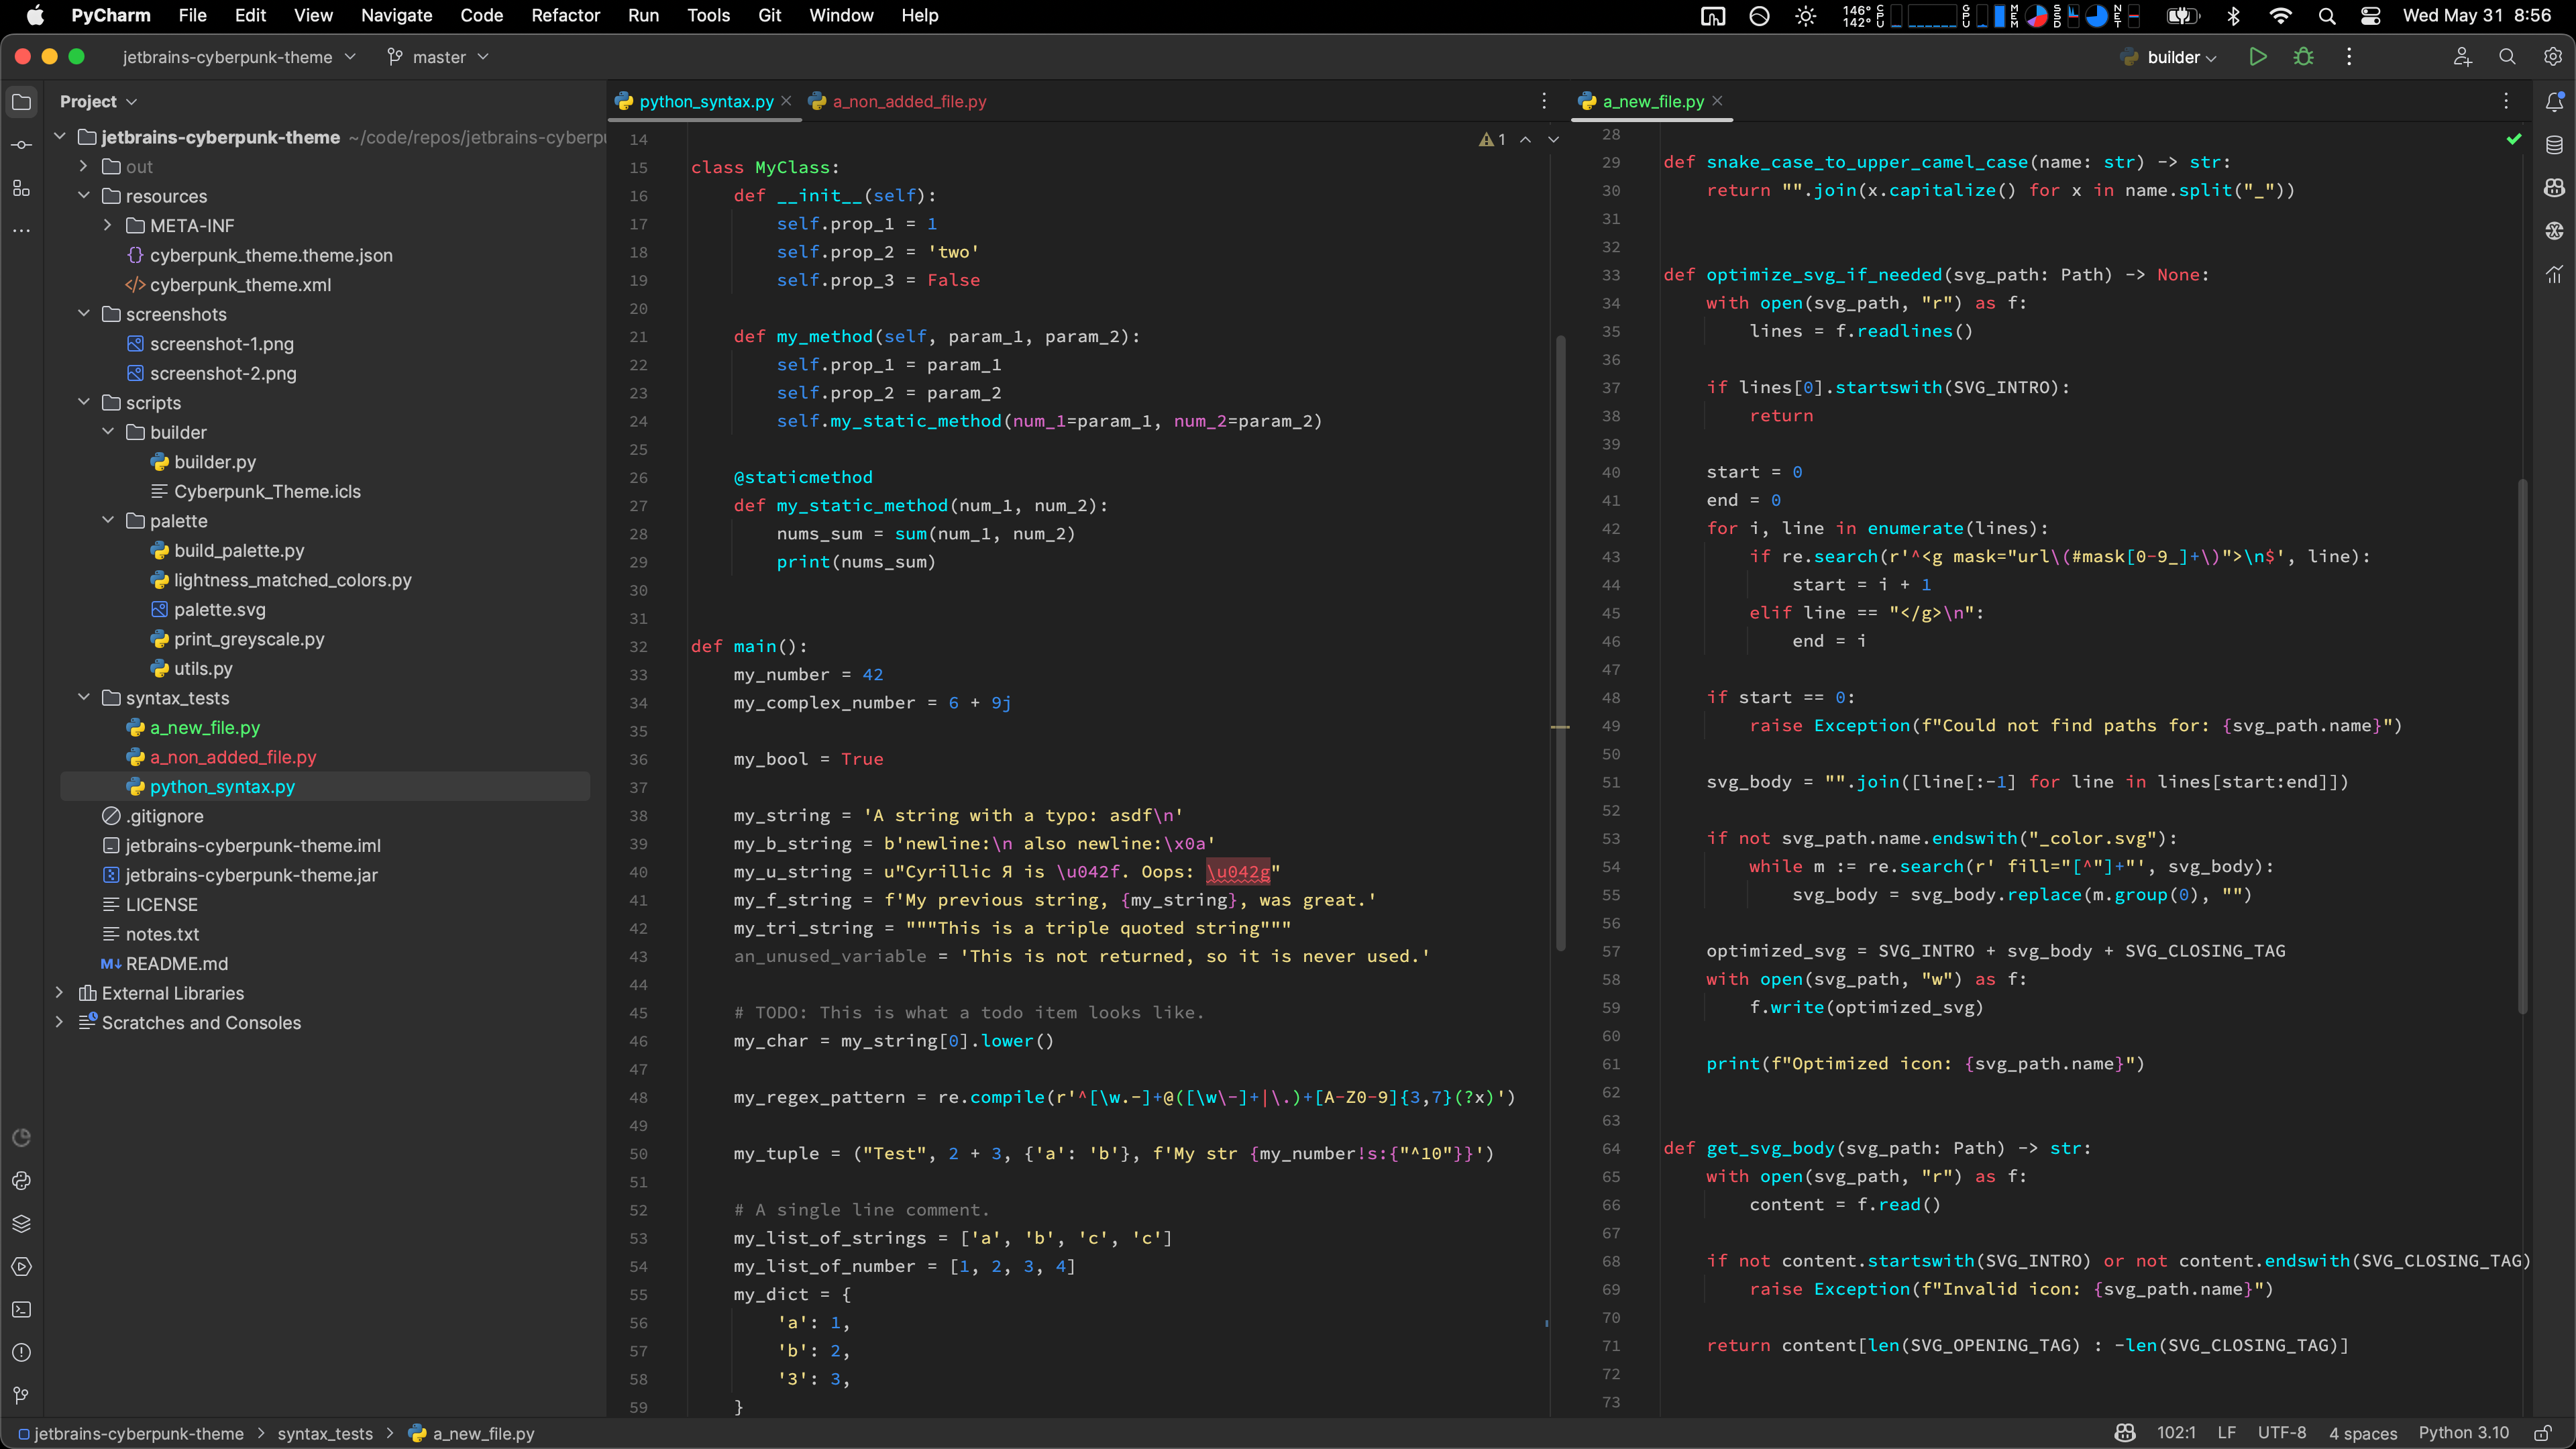 PyCharm File Edit View Navigate Code Refactor Run Tools Git Window Help
146° 142° CPU GPU MEM SSD NET Wed May 31 8:56
jetbrains-cyberpunk-theme master builder
Project
jetbrains-cyberpunk-theme ~/code/repos/jetbrains-cyberpu
out
resources
META-INF
cyberpunk_theme.theme.json
cyberpunk_theme.xml
screenshots
screenshot-1.png
screenshot-2.png
scripts
builder
builder.py
Cyberpunk_Theme.icls
palette
build_palette.py
lightness_matched_colors.py
palette.svg
print_greyscale.py
utils.py
syntax_tests
a_new_file.py
a_non_added_file.py
python_syntax.py
.gitignore
jetbrains-cyberpunk-theme.iml
jetbrains-cyberpunk-theme.jar
LICENSE
notes.txt
M↓ README.md
External Libraries
Scratches and Consoles
python_syntax.py a_non_added_file.py
1
14
15 class MyClass:
16 def __init__(self):
17 self.prop_1 = 1
18 self.prop_2 = 'two'
19 self.prop_3 = False
20
21 def my_method(self, param_1, param_2):
22 self.prop_1 = param_1
23 self.prop_2 = param_2
24 self.my_static_method(num_1=param_1, num_2=param_2)
25
26 @staticmethod
27 def my_static_method(num_1, num_2):
28 nums_sum = sum(num_1, num_2)
29 print(nums_sum)
30
31
32 def main():
33 my_number = 42
34 my_complex_number = 6 + 9j
35
36 my_bool = True
37
38 my_string = 'A string with a typo: asdf\n'
39 my_b_string = b'newline:\n also newline:\x0a'
40 my_u_string = u"Cyrillic Я is \u042f. Oops: \u042g"
41 my_f_string = f'My previous string, {my_string}, was great.'
42 my_tri_string = """This is a triple quoted string"""
43 an_unused_variable = 'This is not returned, so it is never used.'
44
45 # TODO: This is what a todo item looks like.
46 my_char = my_string[0].lower()
47
48 my_regex_pattern = re.compile(r'^[\w.-]+@([\w\-]+|\.)+[A-Z0-9]{3,7}(?x)')
49
50 my_tuple = ("Test", 2 + 3, {'a': 'b'}, f'My str {my_number!s:{"^10"}}')
51
52 # A single line comment.
53 my_list_of_strings = ['a', 'b', 'c', 'c']
54 my_list_of_number = [1, 2, 3, 4]
55 my_dict = {
56 'a': 1,
57 'b': 2,
58 '3': 3,
59 }
a_new_file.py
28
29 def snake_case_to_upper_camel_case(name: str) -> str:
30 return "".join(x.capitalize() for x in name.split("_"))
31
32
33 def optimize_svg_if_needed(svg_path: Path) -> None:
34 with open(svg_path, "r") as f:
35 lines = f.readlines()
36
37 if lines[0].startswith(SVG_INTRO):
38 return
39
40 start = 0
41 end = 0
42 for i, line in enumerate(lines):
43 if re.search(r'^<g mask="url\(#mask[0-9_]+\)">\n$', line):
44 start = i + 1
45 elif line == "</g>\n":
46 end = i
47
48 if start == 0:
49 raise Exception(f"Could not find paths for: {svg_path.name}")
50
51 svg_body = "".join([line[:-1] for line in lines[start:end]])
52
53 if not svg_path.name.endswith("_color.svg"):
54 while m := re.search(r' fill="[^"]+"', svg_body):
55 svg_body = svg_body.replace(m.group(0), "")
56
57 optimized_svg = SVG_INTRO + svg_body + SVG_CLOSING_TAG
58 with open(svg_path, "w") as f:
59 f.write(optimized_svg)
60
61 print(f"Optimized icon: {svg_path.name}")
62
63
64 def get_svg_body(svg_path: Path) -> str:
65 with open(svg_path, "r") as f:
66 content = f.read()
67
68 if not content.startswith(SVG_INTRO) or not content.endswith(SVG_CLOSING_TAG)
69 raise Exception(f"Invalid icon: {svg_path.name}")
70
71 return content[len(SVG_OPENING_TAG) : -len(SVG_CLOSING_TAG)]
72
73
jetbrains-cyberpunk-theme > syntax_tests > a_new_file.py
102:1 LF UTF-8 4 spaces Python 3.10